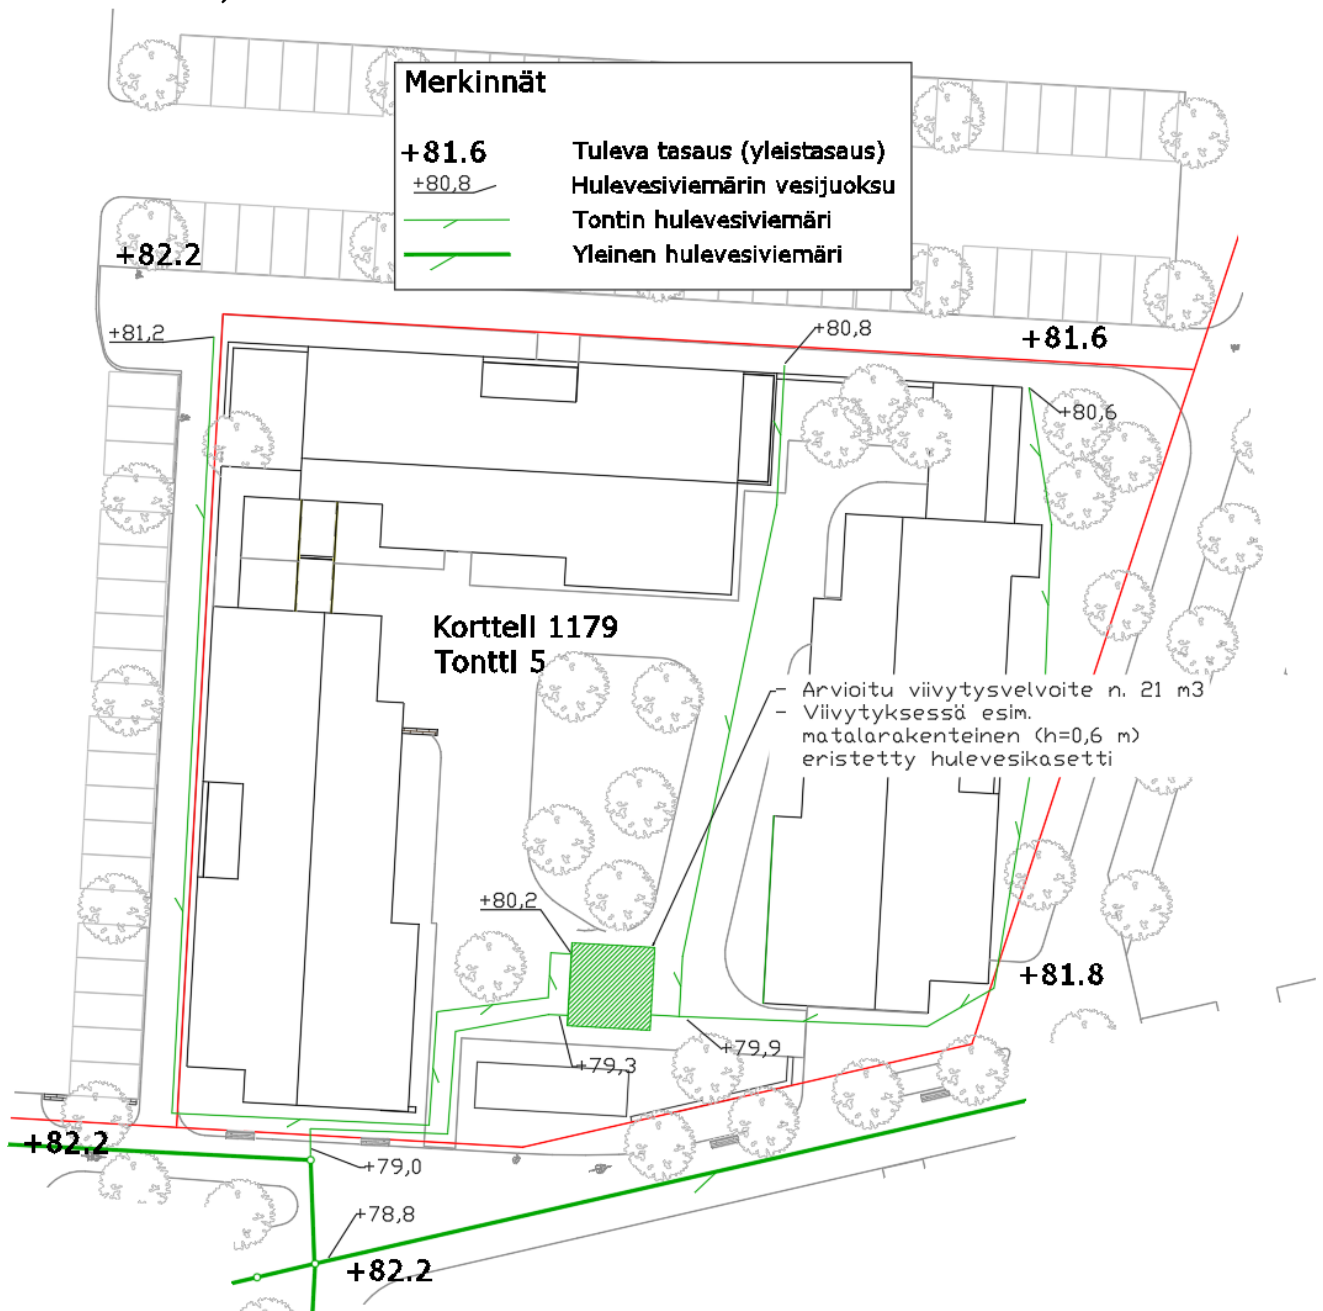 Merkinnät
+81.6 Tuleva tasaus (yleistasaus)
+80,8 Hulevesiviemärin vesijuoksu
Tontin hulevesiviemäri
Yleinen hulevesiviemäri
+82.2
+81,2
+80,8
+81.6
+80,6
Kortteli 1179
Tontti 5
- Arvioitu viivytysvelvoite n. 21 m3
- Viivytyksessä esim.
matalarakenteinen (h=0,6 m)
eristetty hulevesikasetti
+80,2
+81.8
+79,9
+79,3
+82.2
+79,0
+78,8
+82.2